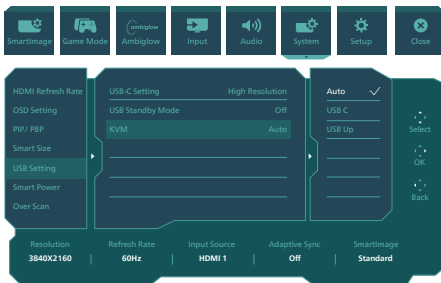 SmartImage Game Mode Ambiglow Input Audio System Setup Close
ambiglow
HDMI Refresh Rate
OSD Setting
PIP/ PBP
Smart Size
USB Setting
Smart Power
Over Scan
USB-C Setting High Resolution
USB Standby Mode Off
KVM Auto
Auto
USB C
USB Up
Select
OK
Back
Resolution Refresh Rate Input Source Adaptive Sync SmartImage
3840X2160 60Hz HDMI 1 Off Standard